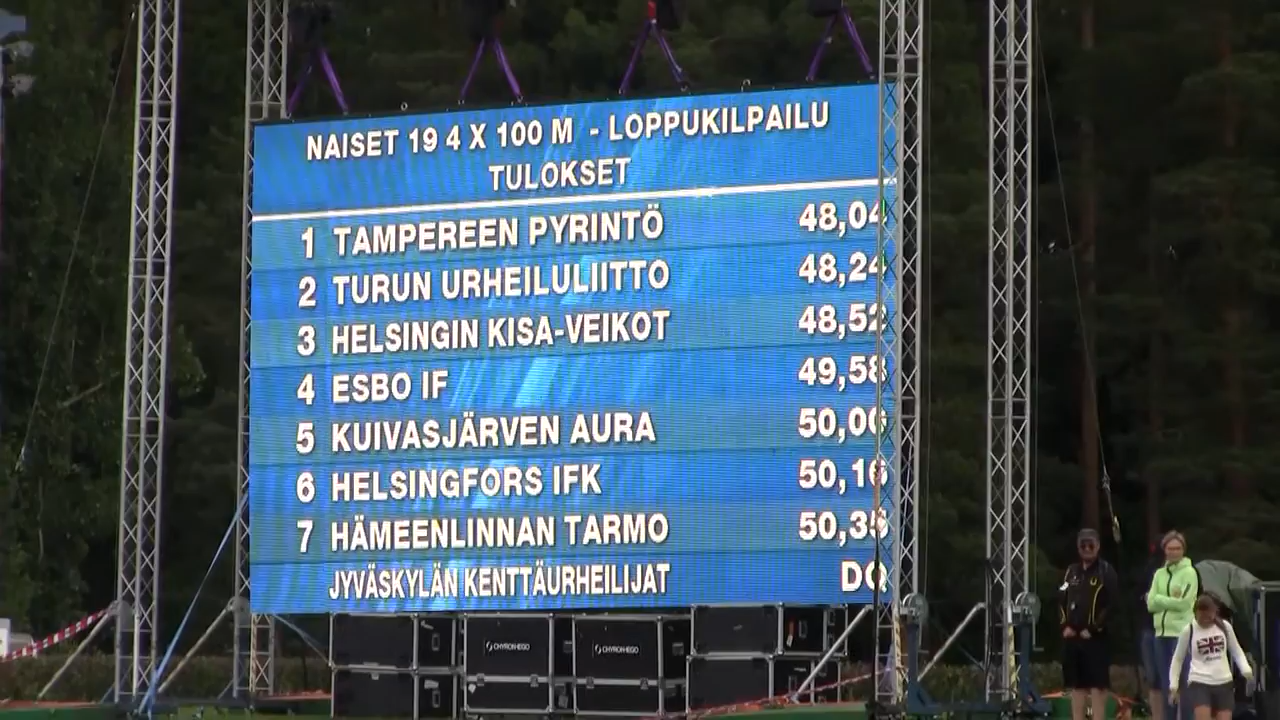 NAISET 19 4 X 100 M - LOPPUKILPAILU
TULOKSET
1 TAMPEREEN PYRINTÖ 48,04
2 TURUN URHEILULIITTO 48,24
3 HELSINGIN KISA-VEIKOT 48,52
4 ESBO IF 49,58
5 KUIVASJÄRVEN AURA 50,06
6 HELSINGFORS IFK 50,16
7 HÄMEENLINNAN TARMO 50,35
JYVÄSKYLÄN KENTTÄURHEILIJAT DQ
CHYRONHEGO
CHYRONHEGO